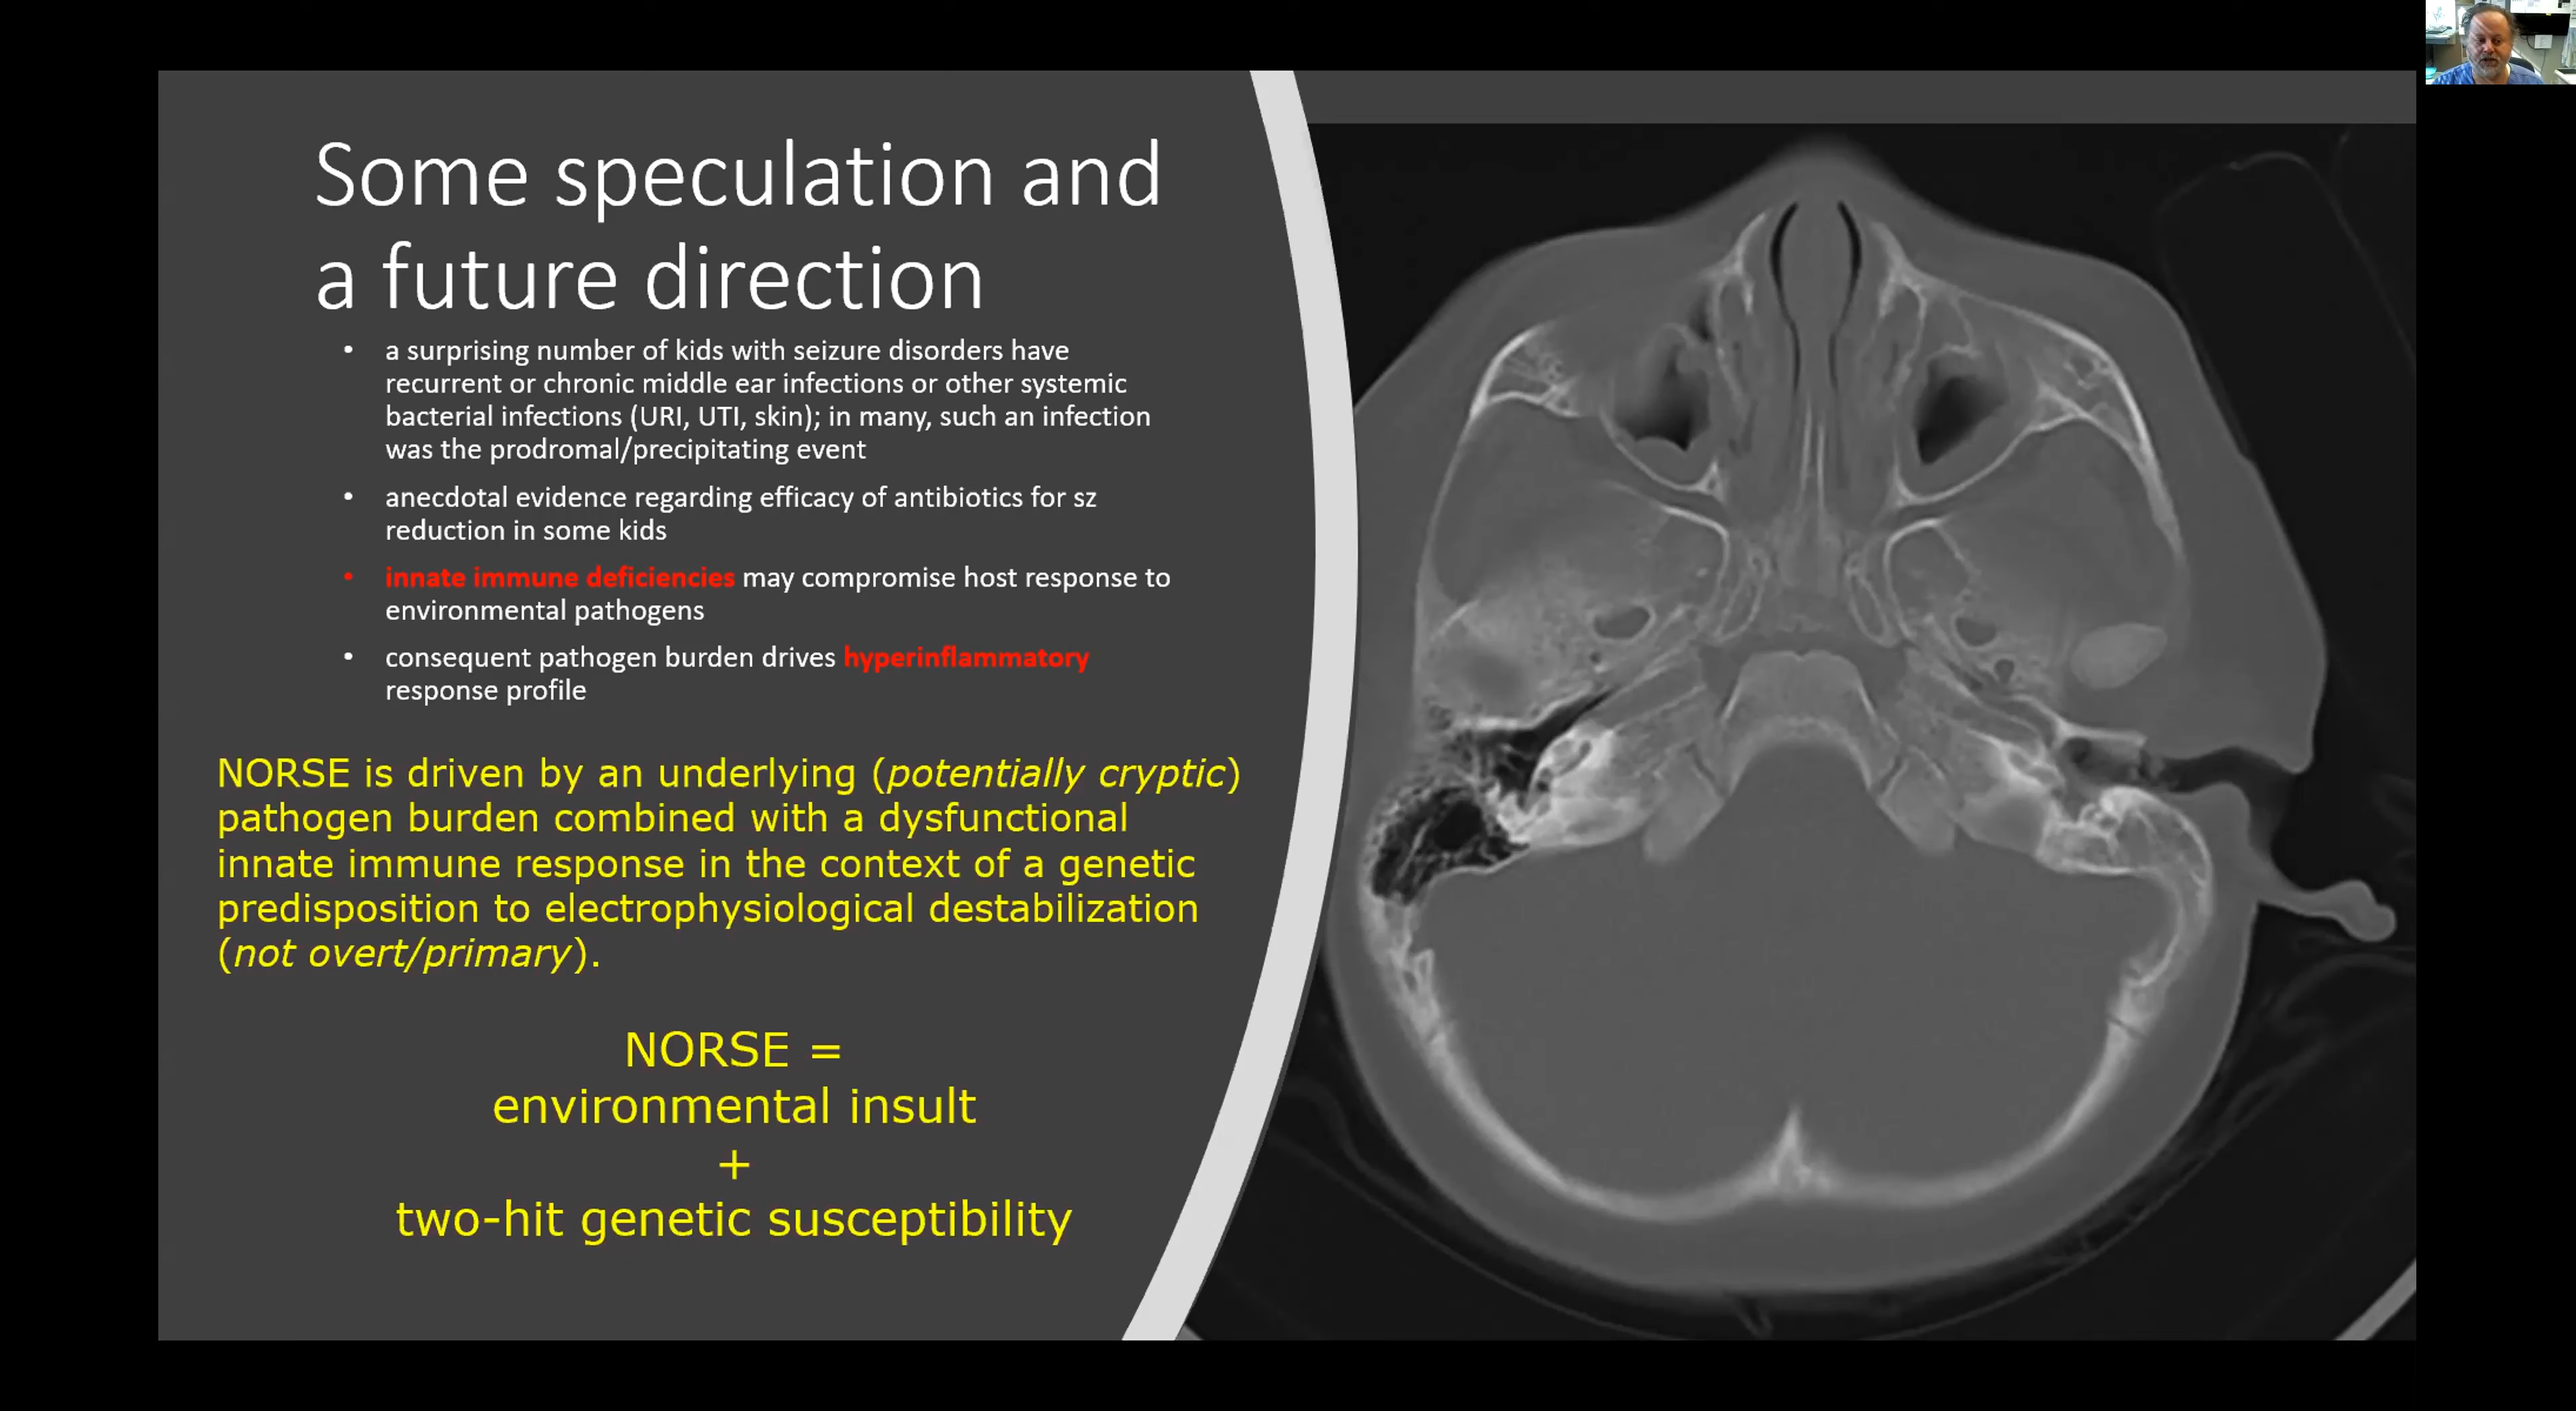 Some speculation and
a future direction
• a surprising number of kids with seizure disorders have
recurrent or chronic middle ear infections or other systemic
bacterial infections (URI, UTI, skin); in many, such an infection
was the prodromal/precipitating event
• anecdotal evidence regarding efficacy of antibiotics for sz
reduction in some kids
• innate immune deficiencies may compromise host response to
environmental pathogens
• consequent pathogen burden drives hyperinflammatory
response profile
NORSE is driven by an underlying (potentially cryptic)
pathogen burden combined with a dysfunctional
innate immune response in the context of a genetic
predisposition to electrophysiological destabilization
(not overt/primary).
NORSE =
environmental insult
+
two-hit genetic susceptibility